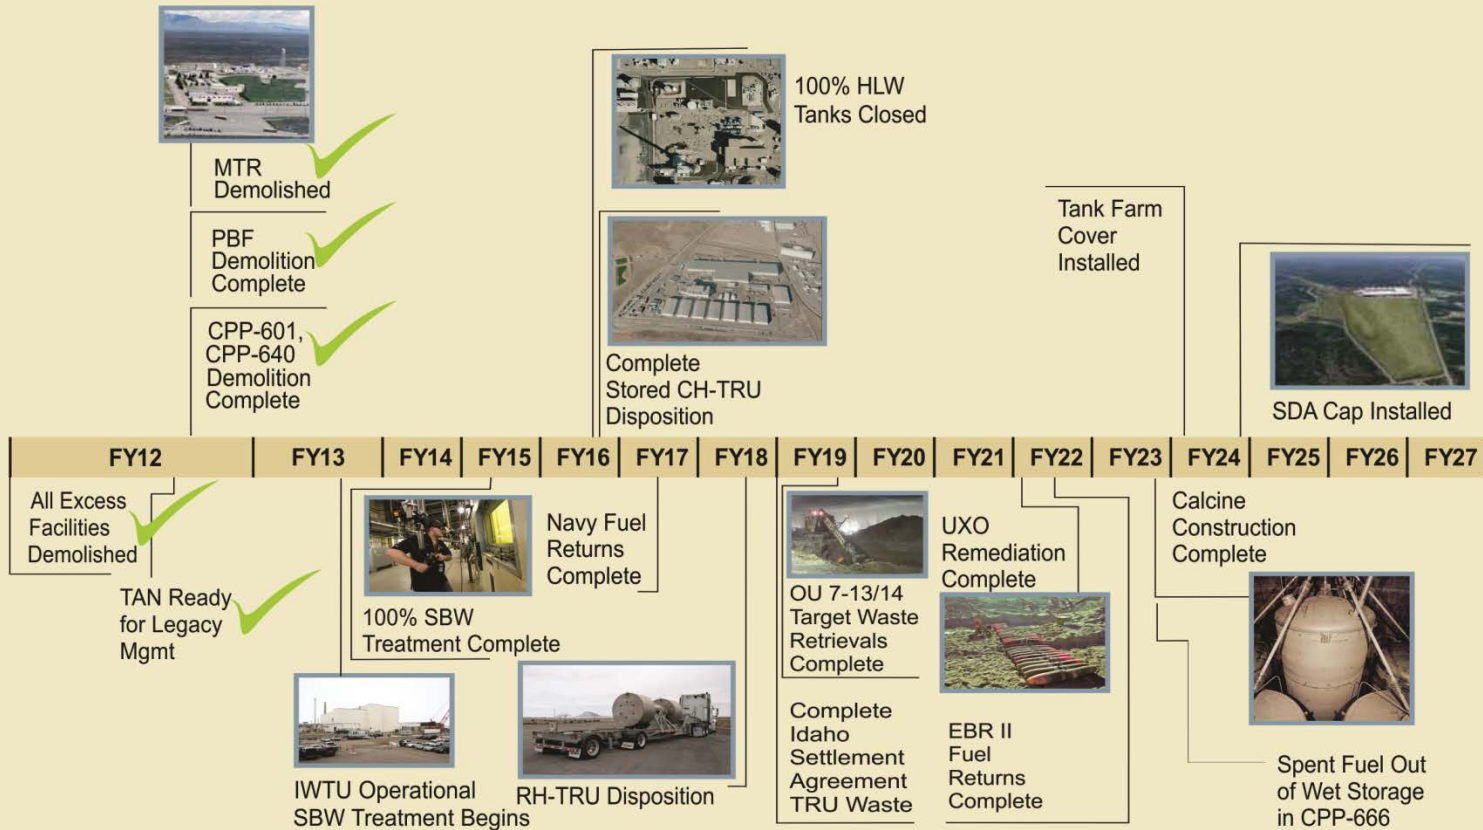 MTR
Demolished
PBF
Demolition
Complete
CPP-601,
CPP-640
Demolition
Complete
100% HLW
Tanks Closed
Complete
Stored CH-TRU
Disposition
Tank Farm
Cover
Installed
SDA Cap Installed
FY12 FY13 FY14 FY15 FY16 FY17 FY18 FY19 FY20 FY21 FY22 FY23 FY24 FY25 FY26 FY27
All Excess
Facilities
Demolished
TAN Ready
for Legacy
Mgmt
IWTU Operational
SBW Treatment Begins
100% SBW
Treatment Complete
Navy Fuel
Returns
Complete
RH-TRU Disposition
OU 7-13/14
Target Waste
Retrievals
Complete
Complete
Idaho
Settlement
Agreement
TRU Waste
UXO
Remediation
Complete
EBR II
Fuel
Returns
Complete
Calcine
Construction
Complete
Spent Fuel Out
of Wet Storage
in CPP-666